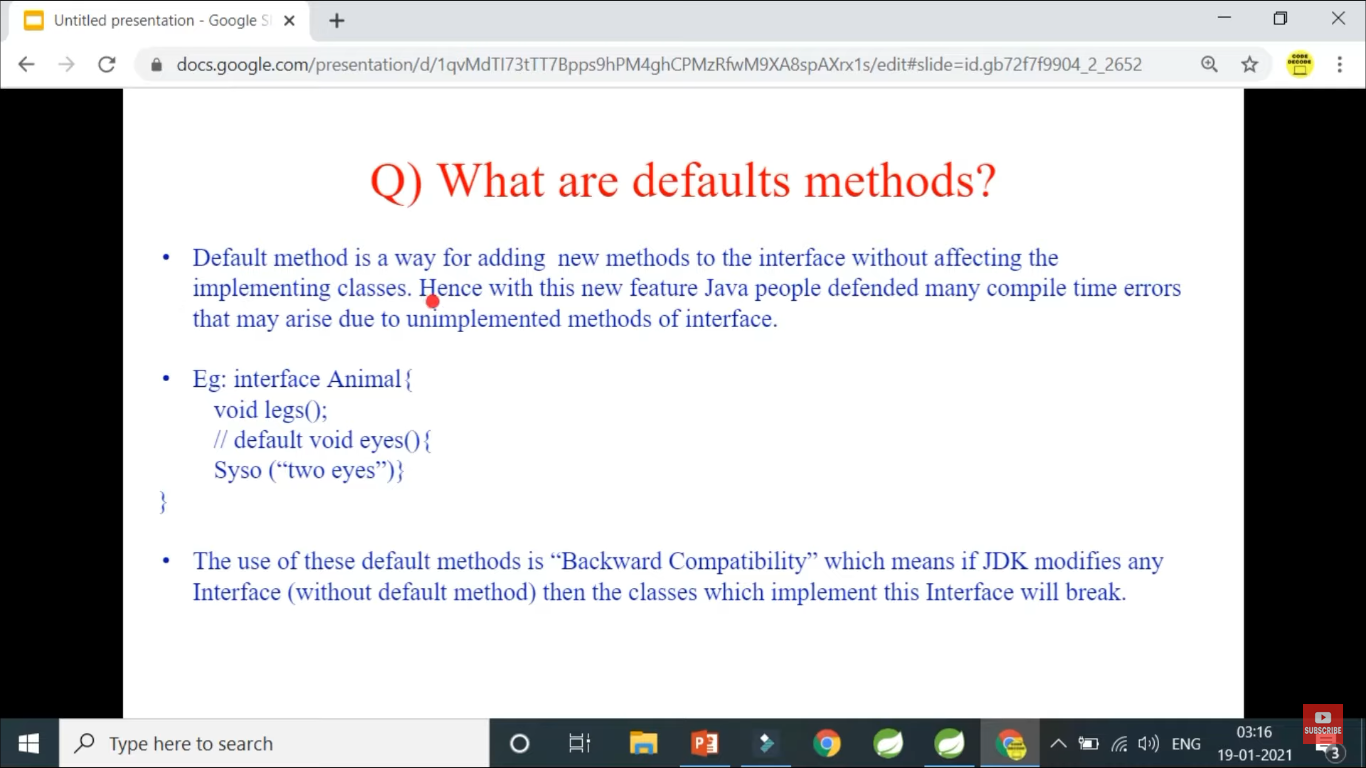 Untitled presentation - Google Sl
docs.google.com/presentation/d/1qvMdTI73tTT7Bpps9hPM4ghCPMzRfwM9XA8spAXrx1s/edit#slide=id.gb72f7f9904_2_2652
CODE
DECODE
Q) What are defaults methods?
• Default method is a way for adding new methods to the interface without affecting the
implementing classes. Hence with this new feature Java people defended many compile time errors
that may arise due to unimplemented methods of interface.
• Eg: interface Animal{
void legs();
// default void eyes(){
Syso (“two eyes”)}
}
• The use of these default methods is “Backward Compatibility” which means if JDK modifies any
Interface (without default method) then the classes which implement this Interface will break.
SUBSCRIBE
Type here to search
ENG
03:16
19-01-2021
3